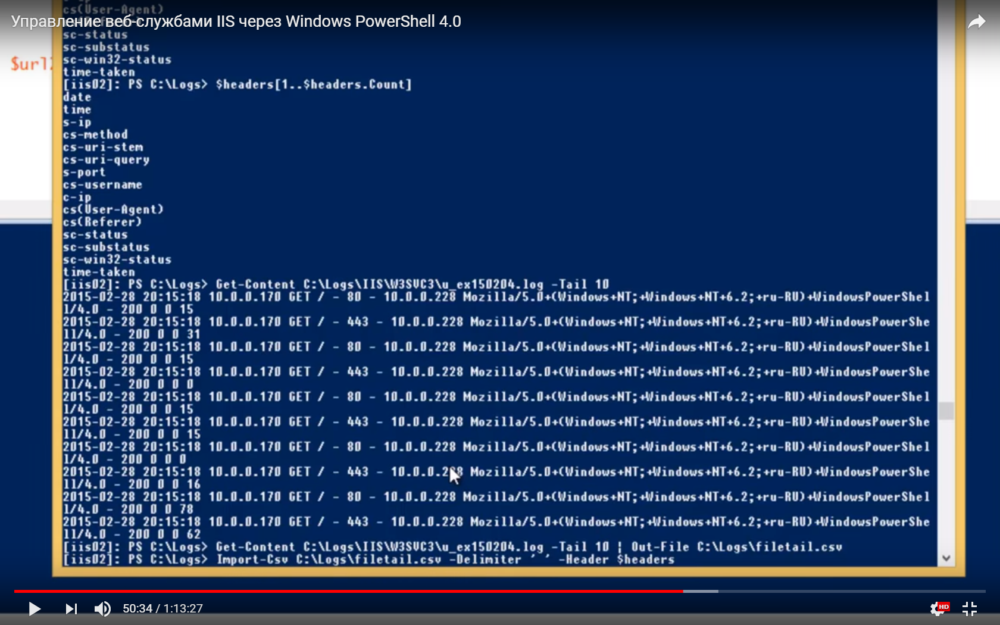 cs(User-Agent)
Управление веб-службами IIS через Windows PowerShell 4.0
sc-status
sc-substatus
sc-win32-status
$url
time-taken
[iis02]: PS C:\Logs> $headers[1..$headers.Count]
date
time
s-ip
cs-method
cs-uri-stem
cs-uri-query
s-port
cs-username
c-ip
cs(User-Agent)
cs(Referer)
sc-status
sc-substatus
sc-win32-status
time-taken
[iis02]: PS C:\Logs> Get-Content C:\Logs\IIS\W3SVC3\u_ex150204.log -Tail 10
2015-02-28 20:15:18 10.0.0.170 GET / - 80 - 10.0.0.228 Mozilla/5.0+(Windows+NT;+Windows+NT+6.2;+ru-RU)+WindowsPowerShel
l/4.0 - 200 0 0 15
2015-02-28 20:15:18 10.0.0.170 GET / - 443 - 10.0.0.228 Mozilla/5.0+(Windows+NT;+Windows+NT+6.2;+ru-RU)+WindowsPowerShe
ll/4.0 - 200 0 0 31
2015-02-28 20:15:18 10.0.0.170 GET / - 80 - 10.0.0.228 Mozilla/5.0+(Windows+NT;+Windows+NT+6.2;+ru-RU)+WindowsPowerShel
l/4.0 - 200 0 0 15
2015-02-28 20:15:18 10.0.0.170 GET / - 443 - 10.0.0.228 Mozilla/5.0+(Windows+NT;+Windows+NT+6.2;+ru-RU)+WindowsPowerShe
ll/4.0 - 200 0 0 0
2015-02-28 20:15:18 10.0.0.170 GET / - 80 - 10.0.0.228 Mozilla/5.0+(Windows+NT;+Windows+NT+6.2;+ru-RU)+WindowsPowerShel
l/4.0 - 200 0 0 15
2015-02-28 20:15:18 10.0.0.170 GET / - 443 - 10.0.0.228 Mozilla/5.0+(Windows+NT;+Windows+NT+6.2;+ru-RU)+WindowsPowerShe
ll/4.0 - 200 0 0 15
2015-02-28 20:15:18 10.0.0.170 GET / - 80 - 10.0.0.228 Mozilla/5.0+(Windows+NT;+Windows+NT+6.2;+ru-RU)+WindowsPowerShel
l/4.0 - 200 0 0 0
2015-02-28 20:15:18 10.0.0.170 GET / - 443 - 10.0.0.228 Mozilla/5.0+(Windows+NT;+Windows+NT+6.2;+ru-RU)+WindowsPowerShe
ll/4.0 - 200 0 0 16
2015-02-28 20:15:18 10.0.0.170 GET / - 80 - 10.0.0.228 Mozilla/5.0+(Windows+NT;+Windows+NT+6.2;+ru-RU)+WindowsPowerShel
l/4.0 - 200 0 0 78
2015-02-28 20:15:18 10.0.0.170 GET / - 443 - 10.0.0.228 Mozilla/5.0+(Windows+NT;+Windows+NT+6.2;+ru-RU)+WindowsPowerShe
ll/4.0 - 200 0 0 62
[iis02]: PS C:\Logs> Get-Content C:\Logs\IIS\W3SVC3\u_ex150204.log -Tail 10 | Out-File C:\Logs\filetail.csv
[iis02]: PS C:\Logs> Import-Csv C:\Logs\filetail.csv -Delimiter ' ' -Header $headers
50:34 / 1:13:27
HD